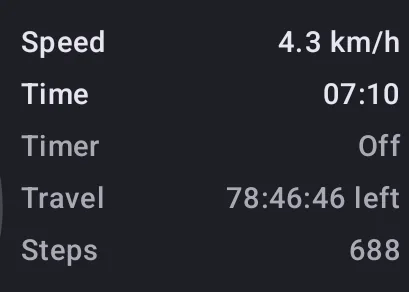 Speed 4.3 km/h
Time 07:10
Timer Off
Travel 78:46:46 left
Steps 688